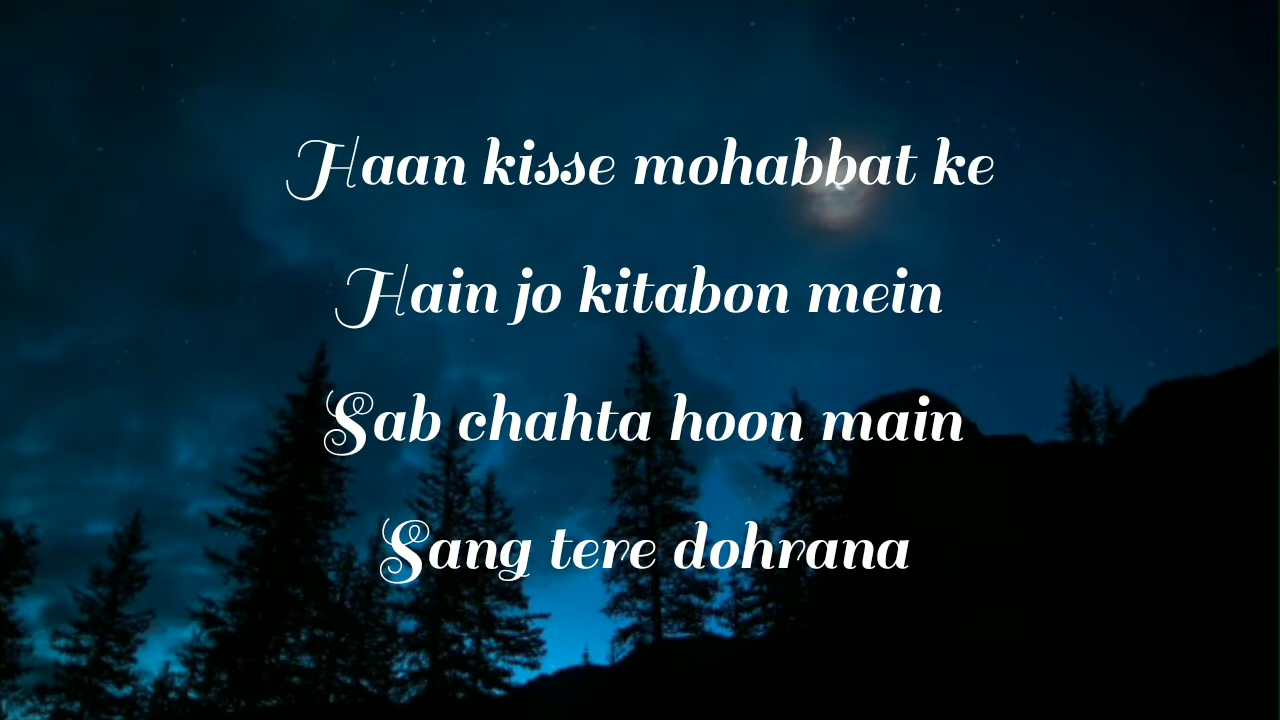 Haan kisse mohabbat ke
Hain jo kitabon mein
Sab chahta hoon main
Sang tere dohrana